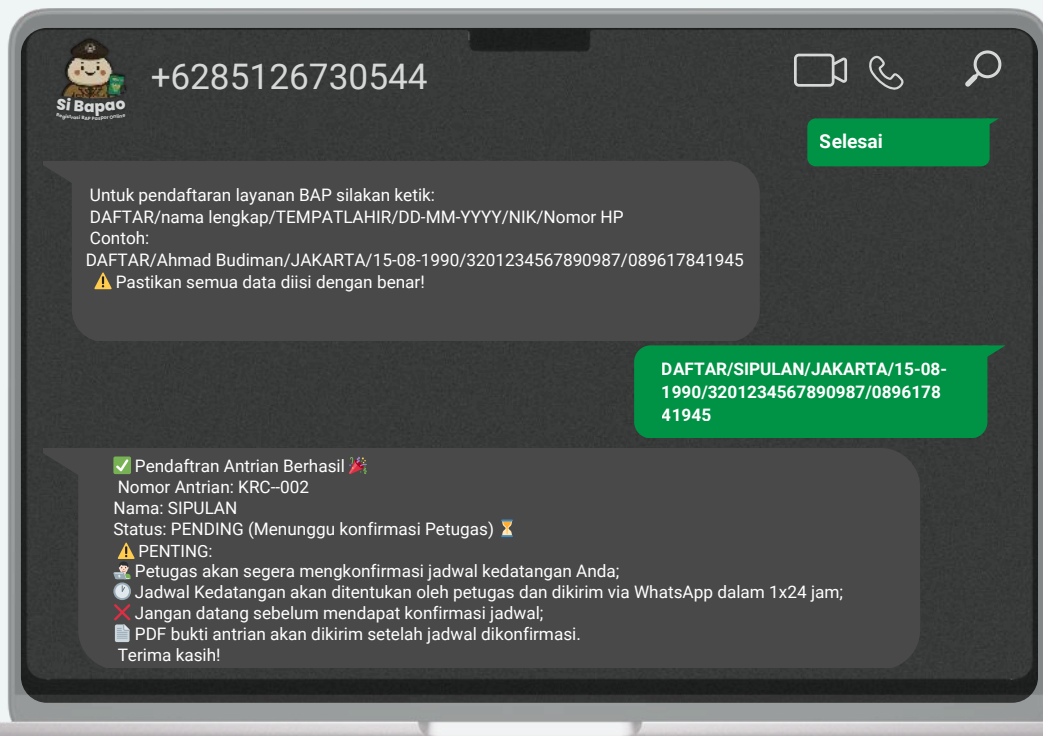 +6285126730544
Si Bapao
Registrasi BAP Paspor Online
Selesai
Untuk pendaftaran layanan BAP silakan ketik:
DAFTAR/nama lengkap/TEMPATLAHIR/DD-MM-YYYY/NIK/Nomor HP
Contoh:
DAFTAR/Ahmad Budiman/JAKARTA/15-08-1990/3201234567890987/089617841945
⚠️ Pastikan semua data diisi dengan benar!
DAFTAR/SIPULAN/JAKARTA/15-08-
1990/3201234567890987/0896178
41945
✅ Pendaftran Antrian Berhasil 🎉
Nomor Antrian: KRC--002
Nama: SIPULAN
Status: PENDING (Menunggu konfirmasi Petugas) ⏳
⚠️ PENTING:
👨🏻‍💻 Petugas akan segera mengkonfirmasi jadwal kedatangan Anda;
🕐 Jadwal Kedatangan akan ditentukan oleh petugas dan dikirim via WhatsApp dalam 1x24 jam;
❌ Jangan datang sebelum mendapat konfirmasi jadwal;
📄 PDF bukti antrian akan dikirim setelah jadwal dikonfirmasi.
Terima kasih!